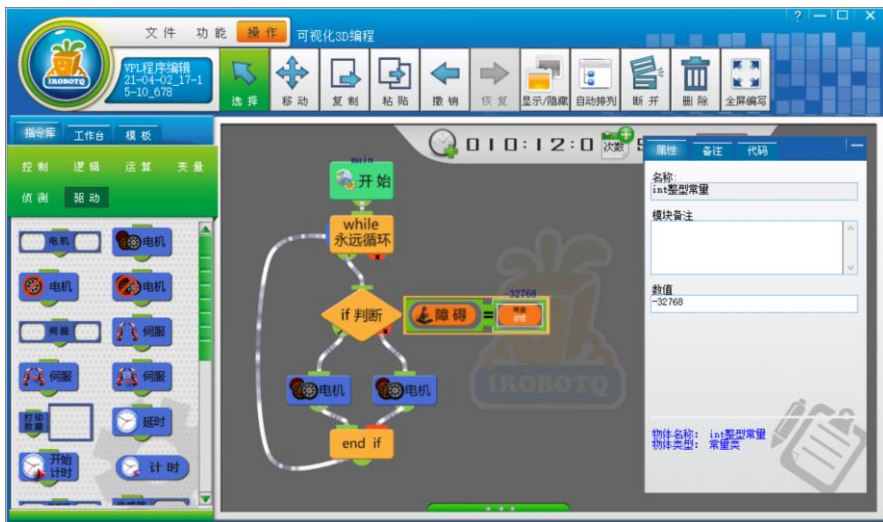 ? — □ X
文件 功能 操作 可视化3D编程
IROBOTQ
VPL程序编辑
21-04-02_17-1
5-10_678
选择 移动 复制 粘贴 撤销 恢复 显示/隐藏 自动排列 断开 删除 全屏编写
指令库 工作台 模板
控制 逻辑 运算 变量
侦测 驱动
电机 电机
电机 电机
伺服 伺服
伺服 伺服
打印
数量 延时
开始
计时 计时
010:12:0 次数
main
开始
while
永远循环
x
if 判断
障碍 = 常量
int
-32768
电机 电机
end if
IROBOTQ
属性 备注 代码
名称:
int整型常量
模块备注
数值
-32768
物体名称: int整型常量
物体类型: 常量类